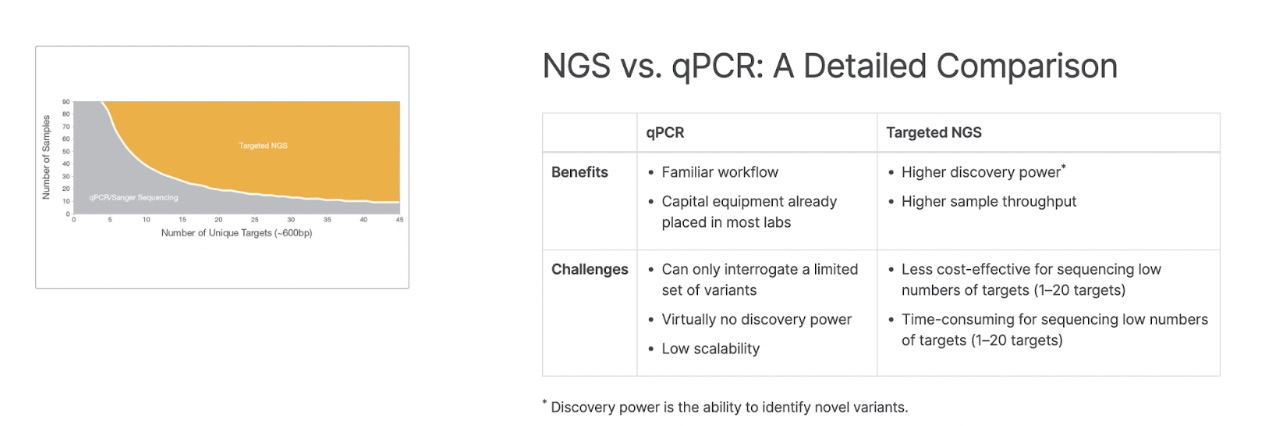 90
80
70
60
50
40
30
20
10
0
Number of Samples
Targeted NGS
qPCR/Sanger Sequencing
0 5 10 15 20 25 30 35 40 45
Number of Unique Targets (~600bp)
NGS vs. qPCR: A Detailed Comparison
qPCR Targeted NGS
Benefits
• Familiar workflow
• Capital equipment already
placed in most labs
• Higher discovery power*
• Higher sample throughput
Challenges
• Can only interrogate a limited
set of variants
• Virtually no discovery power
• Low scalability
• Less cost-effective for sequencing low
numbers of targets (1–20 targets)
• Time-consuming for sequencing low numbers
of targets (1–20 targets)
* Discovery power is the ability to identify novel variants.